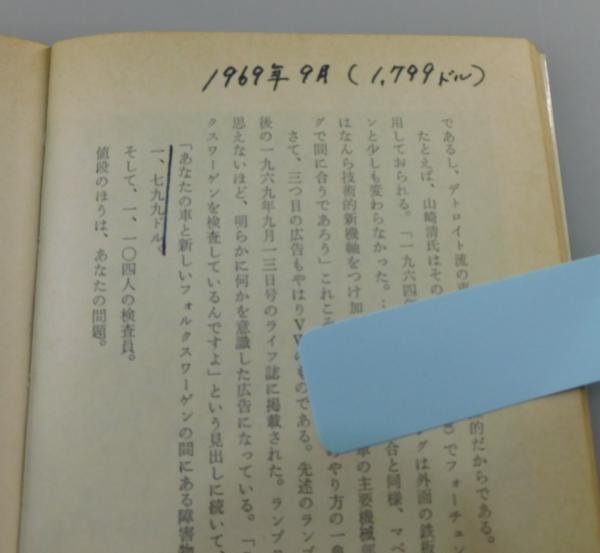 1969年 9月 (1,799ドル)
であるし、デトロイト流の 的だからである。
たとえば、山崎清氏はその でフォーチュ
用しておられる。「一九六四 グは外面の鉄板
ンと少しも変わらなかった。 合と同様、マベ
はなんら技術的新機軸をつけ加 の主要機械部
グで間に合うであろう」これこそ のやり方の一
さて、三つ目の広告もやはりVWのものである。先述のランプ
後の一九六九年九月一三日号のライフ誌に掲載された。ランプ
思えないほど、明らかに何かを意識した広告になっている。「
クスワーゲンを検査しているんですよ」という見出しに続いて、
「あなたの車と新しいフォルクスワーゲンの間にある障害物
一、七九九ドル。
そして、一、一〇四人の検査員。
値段のほうは、あなたの問題。